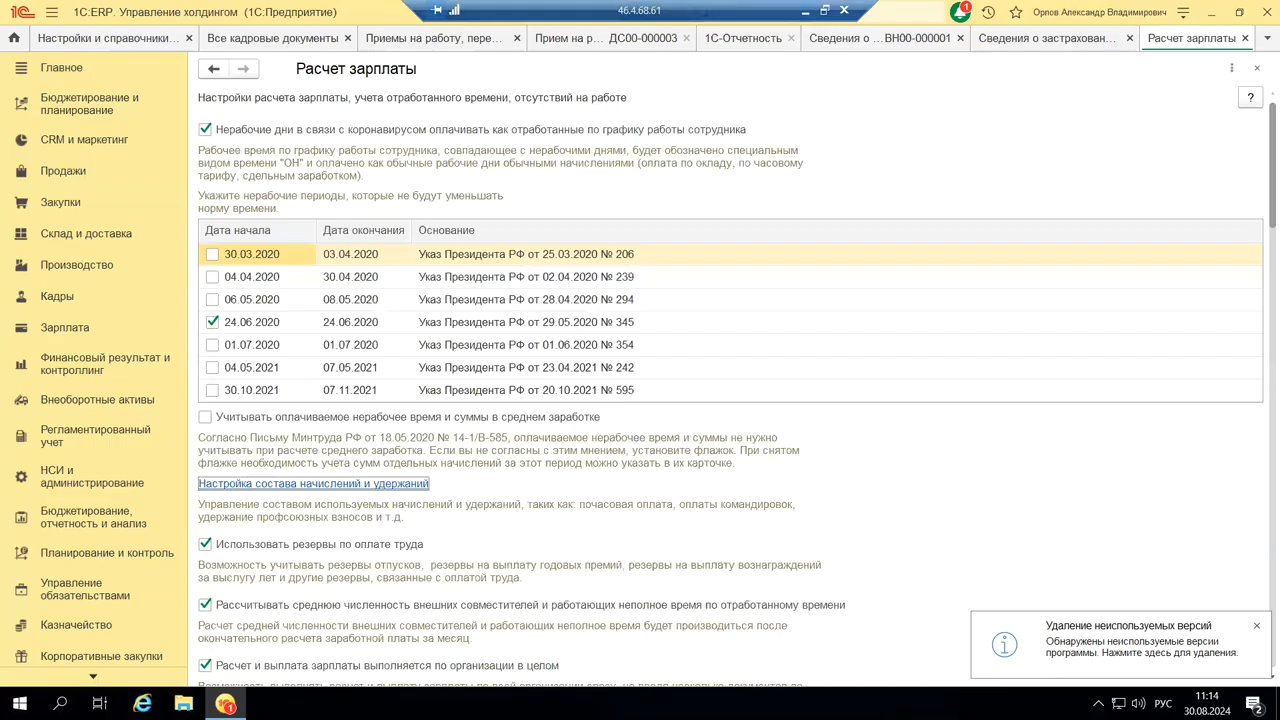 1С:ERP. Управление холдингом (1С:Предприятие)
46.4.68.61
1
Орлов Александр Владимирович
Настройки и справочники...
Все кадровые документы
Приемы на работу, пере...
Прием на р... ДС00-000003
1С-Отчетность
Сведения о ...ВН00-000001
Сведения о застрахован...
Расчет зарплаты
Главное
Бюджетирование и
планирование
CRM и маркетинг
Продажи
Закупки
Склад и доставка
Производство
Кадры
Зарплата
Финансовый результат и
контроллинг
Внеоборотные активы
Регламентированный
учет
НСИ и
администрирование
Бюджетирование,
отчетность и анализ
Планирование и контроль
Управление
обязательствами
Казначейство
Корпоративные закупки
Расчет зарплаты
Настройки расчета зарплаты, учета отработанного времени, отсутствий на работе
?
Нерабочие дни в связи с коронавирусом оплачивать как отработанные по графику работы сотрудника
Рабочее время по графику работы сотрудника, совпадающее с нерабочими днями, будет обозначено специальным
видом времени "ОН" и оплачено как обычные рабочие дни обычными начислениями (оплата по окладу, по часовому
тарифу, сдельным заработком).
Укажите нерабочие периоды, которые не будут уменьшать
норму времени.
Дата начала Дата окончания Основание
30.03.2020 03.04.2020 Указ Президента РФ от 25.03.2020 № 206
04.04.2020 30.04.2020 Указ Президента РФ от 02.04.2020 № 239
06.05.2020 08.05.2020 Указ Президента РФ от 28.04.2020 № 294
24.06.2020 24.06.2020 Указ Президента РФ от 29.05.2020 № 345
01.07.2020 01.07.2020 Указ Президента РФ от 01.06.2020 № 354
04.05.2021 07.05.2021 Указ Президента РФ от 23.04.2021 № 242
30.10.2021 07.11.2021 Указ Президента РФ от 20.10.2021 № 595
Учитывать оплачиваемое нерабочее время и суммы в среднем заработке
Согласно Письму Минтруда РФ от 18.05.2020 № 14-1/В-585, оплачиваемое нерабочее время и суммы не нужно
учитывать при расчете среднего заработка. Если вы не согласны с этим мнением, установите флажок. При снятом
флажке необходимость учета сумм отдельных начислений за этот период можно указать в их карточке.
Настройка состава начислений и удержаний
Управление составом используемых начислений и удержаний, таких как: почасовая оплата, оплаты командировок,
удержание профсоюзных взносов и т.д.
Использовать резервы по оплате труда
Возможность учитывать резервы отпусков, резервы на выплату годовых премий, резервы на выплату вознаграждений
за выслугу лет и другие резервы, связанные с оплатой труда.
Рассчитывать среднюю численность внешних совместителей и работающих неполное время по отработанному времени
Расчет средней численности внешних совместителей и работающих неполное время будет производиться после
окончательного расчета заработной платы за месяц.
Расчет и выплата зарплаты выполняется по организации в целом
Удаление неиспользуемых версий
Обнаружены неиспользуемые версии
программы. Нажмите здесь для удаления.
1
РУС
11:14
30.08.2024
2